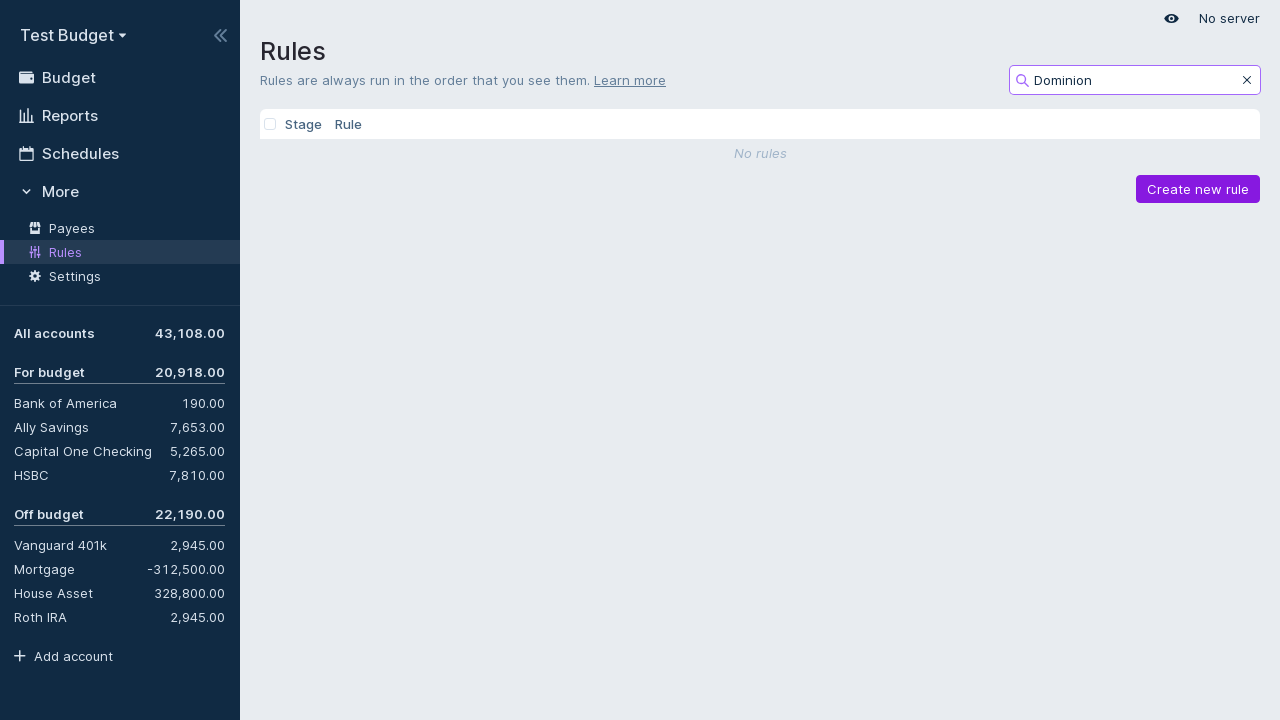 Test Budget
Budget
Reports
Schedules
More
Payees
Rules
Settings
All accounts 43,108.00
For budget 20,918.00
Bank of America 190.00
Ally Savings 7,653.00
Capital One Checking 5,265.00
HSBC 7,810.00
Off budget 22,190.00
Vanguard 401k 2,945.00
Mortgage -312,500.00
House Asset 328,800.00
Roth IRA 2,945.00
Add account
No server
Rules
Rules are always run in the order that you see them. Learn more
Dominion
Stage Rule
No rules
Create new rule